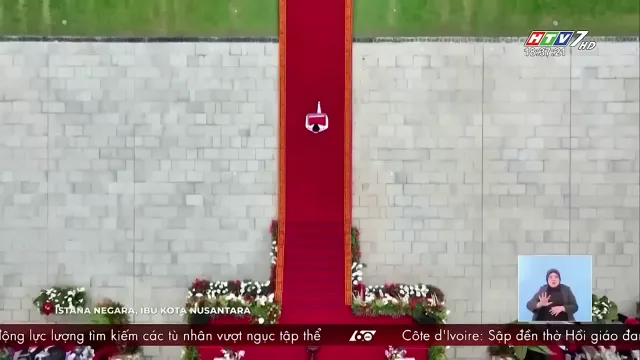 HTV7 HD
18:37:21
ISTANA NEGARA, IBU KOTA NUSANTARA
động lực lượng tìm kiếm các tù nhân vượt ngục tập thể
Côte d'Ivoire: Sập đền thờ Hồi giáo đa